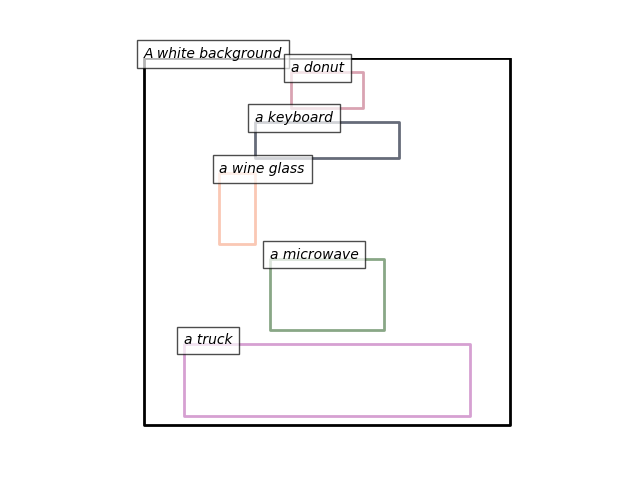 A white background
a donut
a keyboard
a wine glass
a microwave
a truck